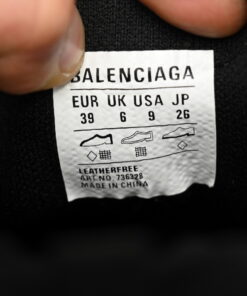 BALENCIAGA
EUR UK USA JP
39 6 9 26
LEATHERFREE
ART.NO 736328
MADE IN CHINA